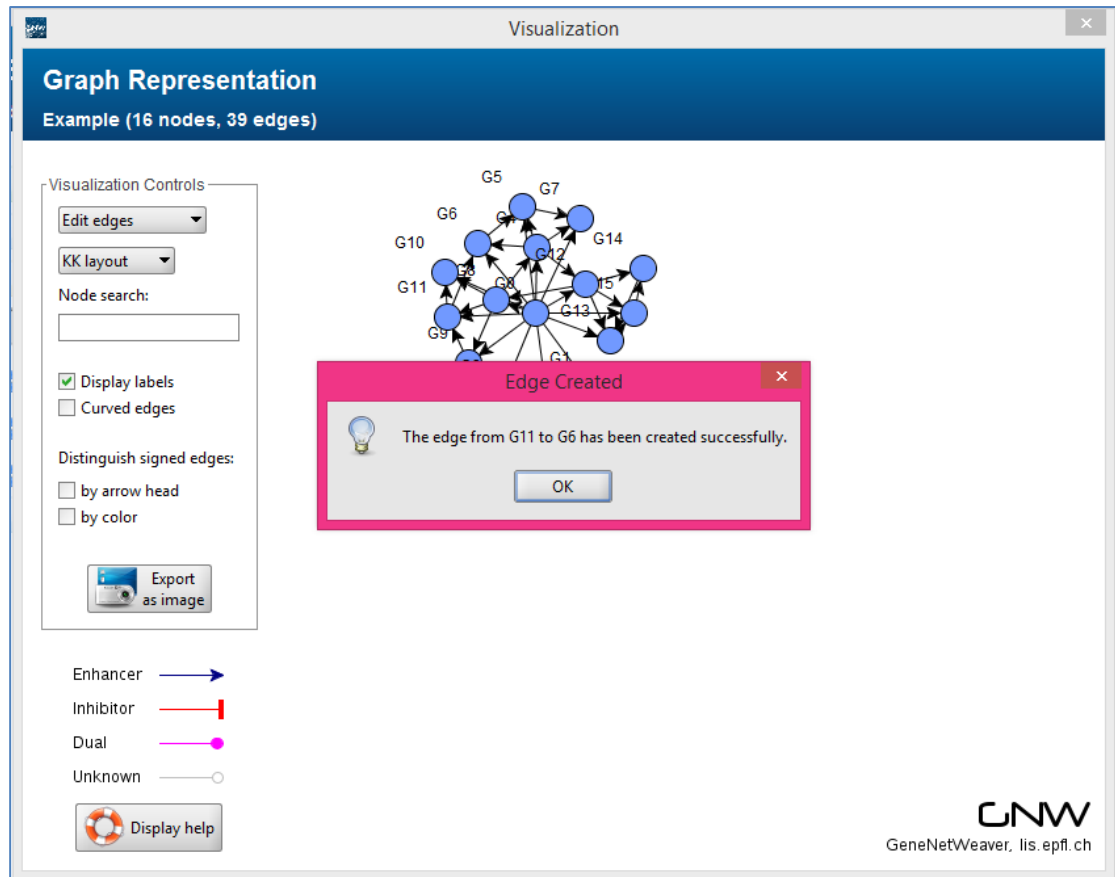 Visualization
Graph Representation
Example (16 nodes, 39 edges)
Visualization Controls
Edit edges
KK layout
Node search:
Display labels
Curved edges
Distinguish signed edges:
by arrow head
by color
Export
as image
Enhancer
Inhibitor
Dual
Unknown
Display help
G5
G7
G6
G14
G10
G12
G11
G13
G9
G1
Edge Created
The edge from G11 to G6 has been created successfully.
OK
GNW
GeneNetWeaver, lis.epfl.ch